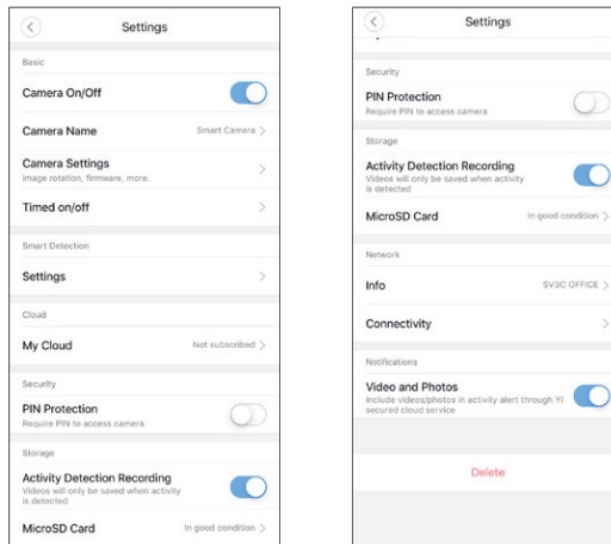 Settings
Basic
Camera On/Off
Camera Name Smart Camera >
Camera Settings
image rotation, firmware, more.
Timed on/off
Smart Detection
Settings
Cloud
My Cloud Not subscribed >
Security
PIN Protection
Require PIN to access camera
Storage
Activity Detection Recording
Videos will only be saved when activity
is detected
MicroSD Card In good condition >
Settings
Security
PIN Protection
Require PIN to access camera
Storage
Activity Detection Recording
Videos will only be saved when activity
is detected
MicroSD Card In good condition >
Network
Info SV3C OFFICE >
Connectivity
Notifications
Video and Photos
Include videos/photos in activity alert through YI
secured cloud service
Delete